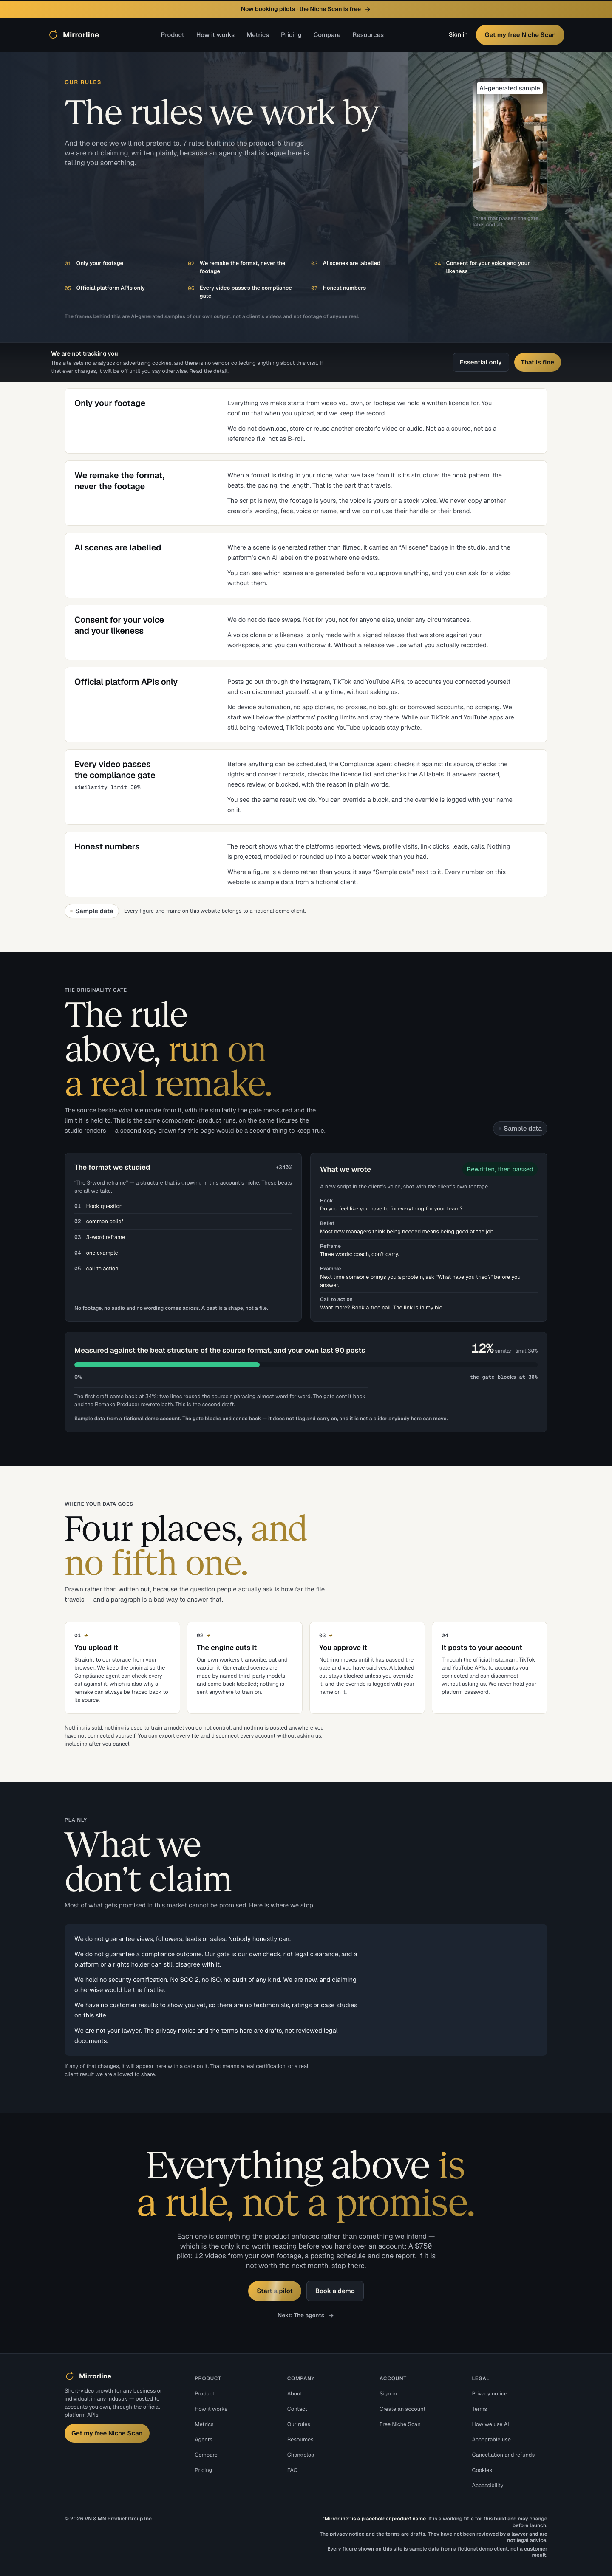 Now booking pilots · the Niche Scan is free →
Mirrorline
Product
How it works
Metrics
Pricing
Compare
Resources
Sign in
Get my free Niche Scan
OUR RULES
The rules we work by
And the ones we will not pretend to. 7 rules built into the product, 5 things
we are not claiming, written plainly, because an agency that is vague here is
telling you something.
AI-generated sample
Three that passed the gate,
label and all.
01 Only your footage
02 We remake the format, never the
footage
03 AI scenes are labelled
04 Consent for your voice and your
likeness
05 Official platform APIs only
06 Every video passes the compliance
gate
07 Honest numbers
The frames behind this are AI-generated samples of our own output, not a client's videos and not footage of anyone real.
We are not tracking you
This site sets no analytics or advertising cookies, and there is no vendor collecting anything about this visit. If
that ever changes, it will be off until you say otherwise. Read the detail.
Essential only
That is fine
Only your footage
Everything we make starts from video you own, or footage we hold a written licence for. You
confirm that when you upload, and we keep the record.
We do not download, store or reuse another creator's video or audio. Not as a source, not as a
reference file, not as B-roll.
We remake the format,
never the footage
When a format is rising in your niche, what we take from it is its structure: the hook pattern, the
beats, the pacing, the length. That is the part that travels.
The script is new, the footage is yours, the voice is yours or a stock voice. We never copy another
creator's wording, face, voice or name, and we do not use their handle or their brand.
AI scenes are labelled
Where a scene is generated rather than filmed, it carries an "AI scene" badge in the studio, and the
platform's own AI label on the post where one exists.
You can see which scenes are generated before you approve anything, and you can ask for a video
without them.
Consent for your voice
and your likeness
We do not do face swaps. Not for you, not for anyone else, under any circumstances.
A voice clone or a likeness is only made with a signed release that we store against your
workspace, and you can withdraw it. Without a release we use what you actually recorded.
Official platform APIs only
Posts go out through the Instagram, TikTok and YouTube APIs, to accounts you connected yourself
and can disconnect yourself, at any time, without asking us.
No device automation, no app clones, no proxies, no bought or borrowed accounts, no scraping. We
start well below the platforms' posting limits and stay there. While our TikTok and YouTube apps are
still being reviewed, TikTok posts and YouTube uploads stay private.
Every video passes
the compliance gate
similarity limit 30%
Before anything can be scheduled, the Compliance agent checks it against its source, checks the
rights and consent records, checks the licence list and checks the AI labels. It answers passed,
needs review, or blocked, with the reason in plain words.
You see the same result we do. You can override a block, and the override is logged with your name
on it.
Honest numbers
The report shows what the platforms reported: views, profile visits, link clicks, leads, calls. Nothing
is projected, modelled or rounded up into a better week than you had.
Where a figure is a demo rather than yours, it says "Sample data" next to it. Every number on this
website is sample data from a fictional client.
Sample data
Every figure and frame on this website belongs to a fictional demo client.
THE ORIGINALITY GATE
The rule
above, run on
a real remake.
The source beside what we made from it, with the similarity the gate measured and the
limit it is held to. This is the same component /product runs, on the same fixtures the
studio renders — a second copy drawn for this page would be a second thing to keep true.
Sample data
The format we studied
+340%
"The 3-word reframe" — a structure that is growing in this account's niche. These beats
are all we take.
01 Hook question
02 common belief
03 3-word reframe
04 one example
05 call to action
No footage, no audio and no wording comes across. A beat is a shape, not a file.
What we wrote
Rewritten, then passed
A new script in the client's voice, shot with the client's own footage.
Hook
Do you feel like you have to fix everything for your team?
Belief
Most new managers think being needed means being good at the job.
Reframe
Three words: coach, don't carry.
Example
Next time someone brings you a problem, ask "What have you tried?" before you
answer.
Call to action
Want more? Book a free call. The link is in my bio.
Measured against the beat structure of the source format, and your own last 90 posts
12% similar · limit 30%
0%
the gate blocks at 30%
The first draft came back at 34%: two lines reused the source's phrasing almost word for word. The gate sent it back
and the Remake Producer rewrote both. This is the second draft.
Sample data from a fictional demo account. The gate blocks and sends back — it does not flag and carry on, and it is not a slider anybody here can move.
WHERE YOUR DATA GOES
Four places, and
no fifth one.
Drawn rather than written out, because the question people actually ask is how far the file
travels — and a paragraph is a bad way to answer that.
01 →
You upload it
Straight to our storage from your
browser. We keep the original so the
Compliance agent can check every
cut against it, which is also why a
remake can always be traced back to
its source.
02 →
The engine cuts it
Our own workers transcribe, cut and
caption it. Generated scenes are
made by named third-party models
and come back labelled; nothing is
sent anywhere to train on.
03 →
You approve it
Nothing moves until it has passed the
gate and you have said yes. A blocked
cut stays blocked unless you override
it, and the override is logged with your
name on it.
04
It posts to your account
Through the official Instagram, TikTok
and YouTube APIs, to accounts you
connected and can disconnect
without asking us. We never hold your
platform password.
Nothing is sold, nothing is used to train a model you do not control, and nothing is posted anywhere you
have not connected yourself. You can export every file and disconnect every account without asking us,
including after you cancel.
PLAINLY
What we
don't claim
Most of what gets promised in this market cannot be promised. Here is where we stop.
We do not guarantee views, followers, leads or sales. Nobody honestly can.
We do not guarantee a compliance outcome. Our gate is our own check, not legal clearance, and a
platform or a rights holder can still disagree with it.
We hold no security certification. No SOC 2, no ISO, no audit of any kind. We are new, and claiming
otherwise would be the first lie.
We have no customer results to show you yet, so there are no testimonials, ratings or case studies
on this site.
We are not your lawyer. The privacy notice and the terms here are drafts, not reviewed legal
documents.
If any of that changes, it will appear here with a date on it. That means a real certification, or a real
client result we are allowed to share.
Everything above is
a rule, not a promise.
Each one is something the product enforces rather than something we intend —
which is the only kind worth reading before you hand over an account: A $750
pilot: 12 videos from your own footage, a posting schedule and one report. If it is
not worth the next month, stop there.
Start a pilot
Book a demo
Next: The agents →
Mirrorline
Short-video growth for any business or
individual, in any industry — posted to
accounts you own, through the official
platform APIs.
Get my free Niche Scan
PRODUCT
Product
How it works
Metrics
Agents
Compare
Pricing
COMPANY
About
Contact
Our rules
Resources
Changelog
FAQ
ACCOUNT
Sign in
Create an account
Free Niche Scan
LEGAL
Privacy notice
Terms
How we use AI
Acceptable use
Cancellation and refunds
Cookies
Accessibility
© 2026 VN & MN Product Group Inc
"Mirrorline" is a placeholder product name. It is a working title for this build and may change
before launch.
The privacy notice and the terms are drafts. They have not been reviewed by a lawyer and are
not legal advice.
Every figure shown on this site is sample data from a fictional demo client, not a customer
result.